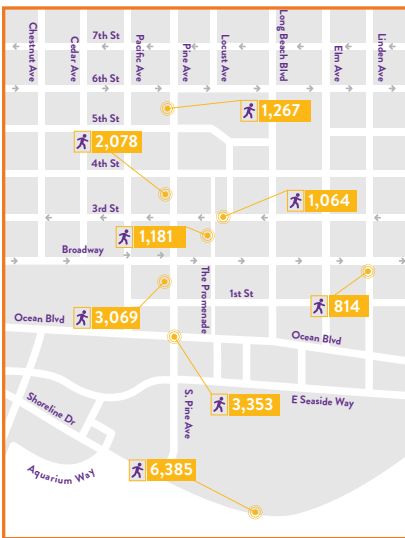 Chestnut Ave
Cedar Ave
Pacific Ave
Pine Ave
Locust Ave
Long Beach Blvd
Elm Ave
Linden Ave
7th St
6th St
1,267
5th St
2,078
4th St
1,064
3rd St
1,181
Broadway
The Promenade
1st St
814
Ocean Blvd
3,069
Ocean Blvd
S. Pine Ave
3,353
E Seaside Way
Shoreline Dr
6,385
Aquarium Way